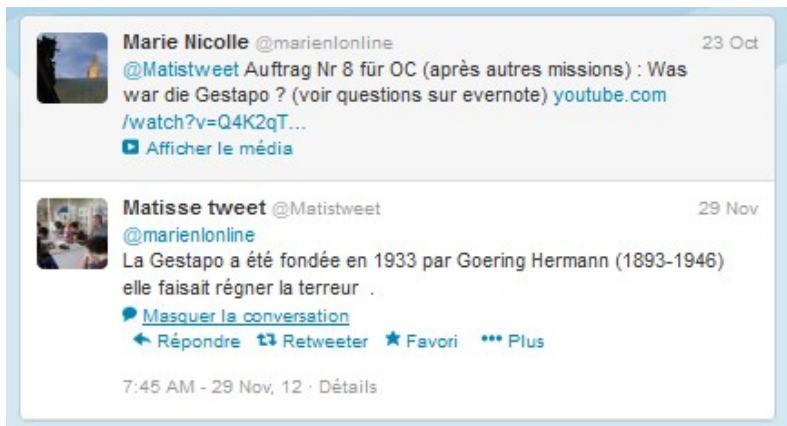 Marie Nicolle @marienlonline 23 Oct
@Matistweet Auftrag Nr 8 für OC (après autres missions) : Was
war die Gestapo ? (voir questions sur evernote) youtube.com
/watch?v=Q4K2qT...
Afficher le média
Matisse tweet @Matistweet 29 Nov
@marienlonline
La Gestapo a été fondée en 1933 par Goering Hermann (1893-1946)
elle faisait régner la terreur .
Masquer la conversation
Répondre Retweeter Favori Plus
7:45 AM - 29 Nov, 12 · Détails